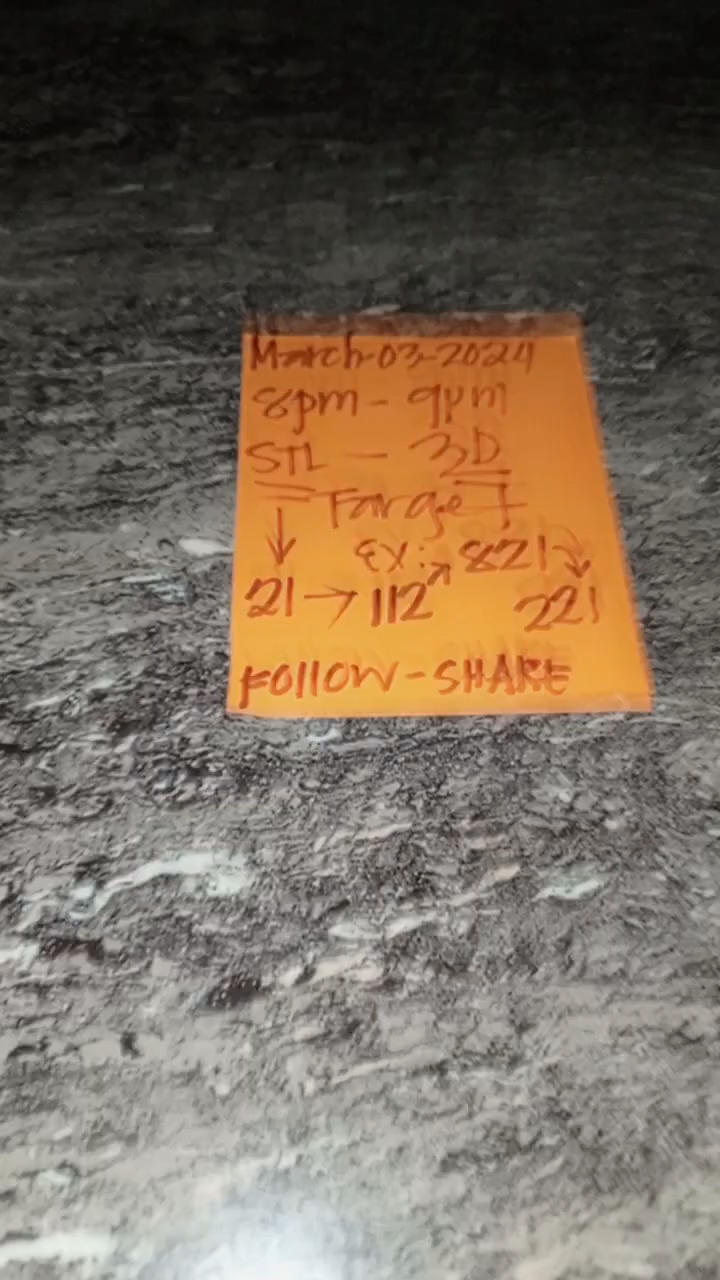 March-03-2024
8pm - 9pm
STL - 3D
Target
Ex: 821
21 → 112 221
FOllOW - SHARE